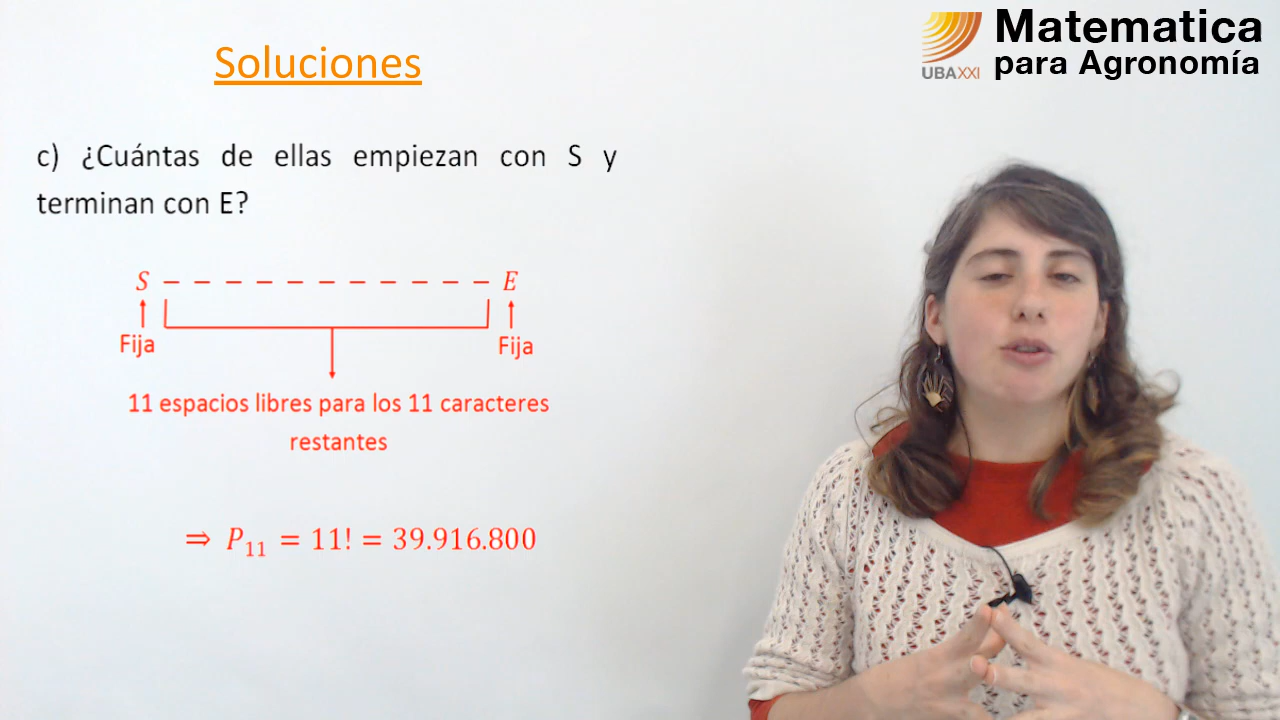 Soluciones
UBAXXI
Matematica
para Agronomía
c) ¿Cuántas de ellas empiezan con S y
terminan con E?
S _ _ _ _ _ _ _ _ _ _ _ E
Fija
Fija
11 espacios libres para los 11 caracteres
restantes
⇒ P₁₁ = 11! = 39.916.800